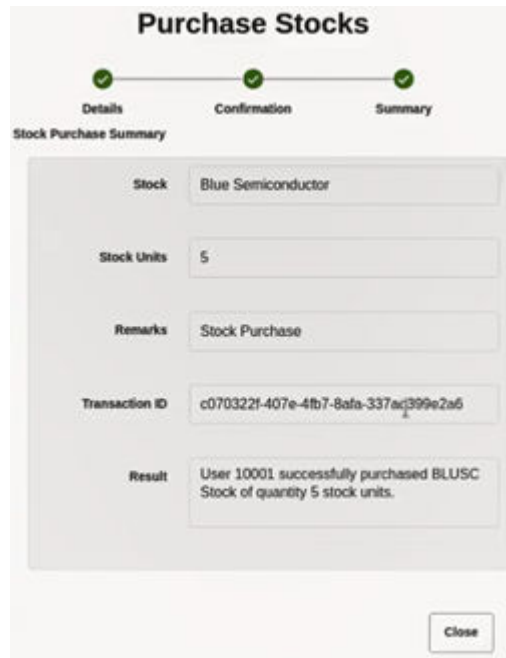 Purchase Stocks
Details
Confirmation
Summary
Stock Purchase Summary
Stock
Blue Semiconductor
Stock Units
5
Remarks
Stock Purchase
Transaction ID
c070322f-407e-4fb7-8afa-337ad399e2a6
Result
User 10001 successfully purchased BLUSC
Stock of quantity 5 stock units.
Close